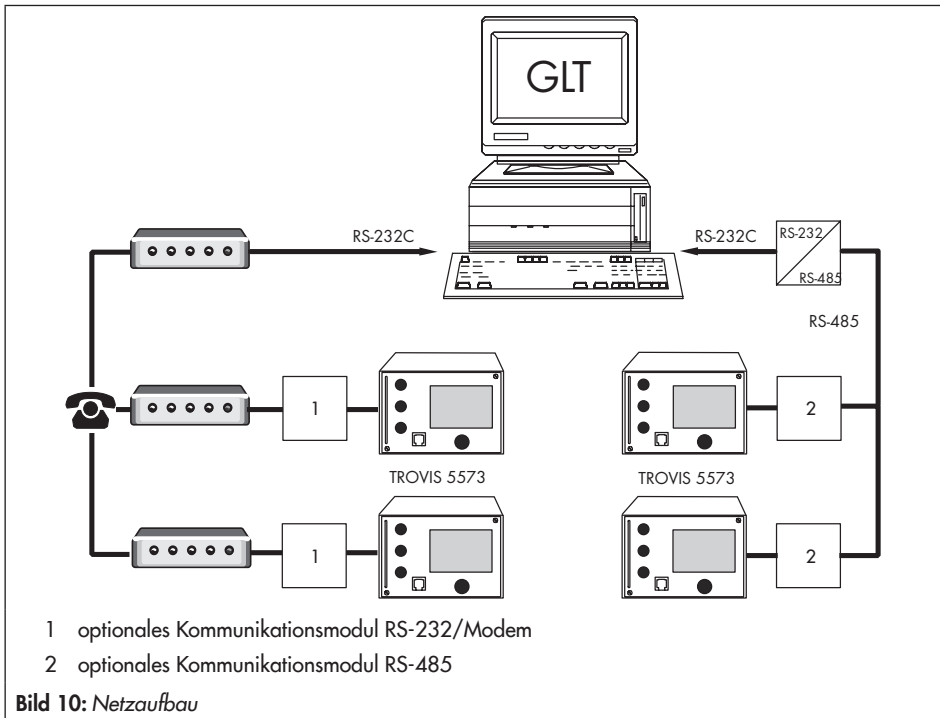 GLT
RS-232C
RS-232C
RS-232
RS-485
RS-485
1
2
TROVIS 5573
TROVIS 5573
1
2
1 optionales Kommunikationsmodul RS-232/Modem
2 optionales Kommunikationsmodul RS-485
Bild 10: Netzaufbau